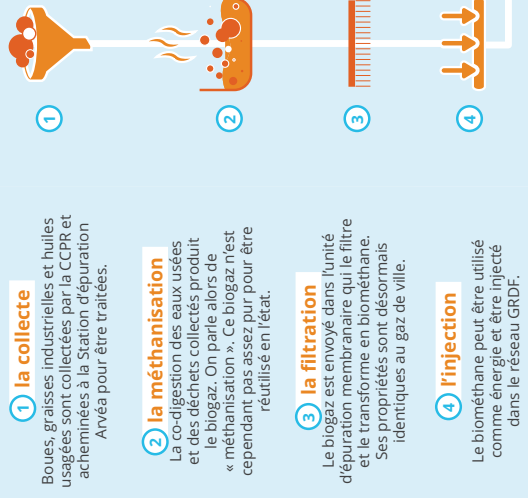 1
2
3
4
1 la collecte
Boues, graisses industrielles et huiles
usagées sont collectées par la CCPR et
acheminées à la Station d'épuration
Arvéa pour être traitées.
2 la méthanisation
La co-digestion des eaux usées
et des déchets collectés produit
le biogaz. On parle alors de
« méthanisation ». Ce biogaz n'est
cependant pas assez pur pour être
réutilisé en l'état.
3 la filtration
Le biogaz est envoyé dans l'unité
d'épuration membranaire qui le filtre
et le transforme en biométhane.
Ses propriétés sont désormais
identiques au gaz de ville.
4 l'injection
Le biométhane peut être utilisé
comme énergie et être injecté
dans le réseau GRDF.